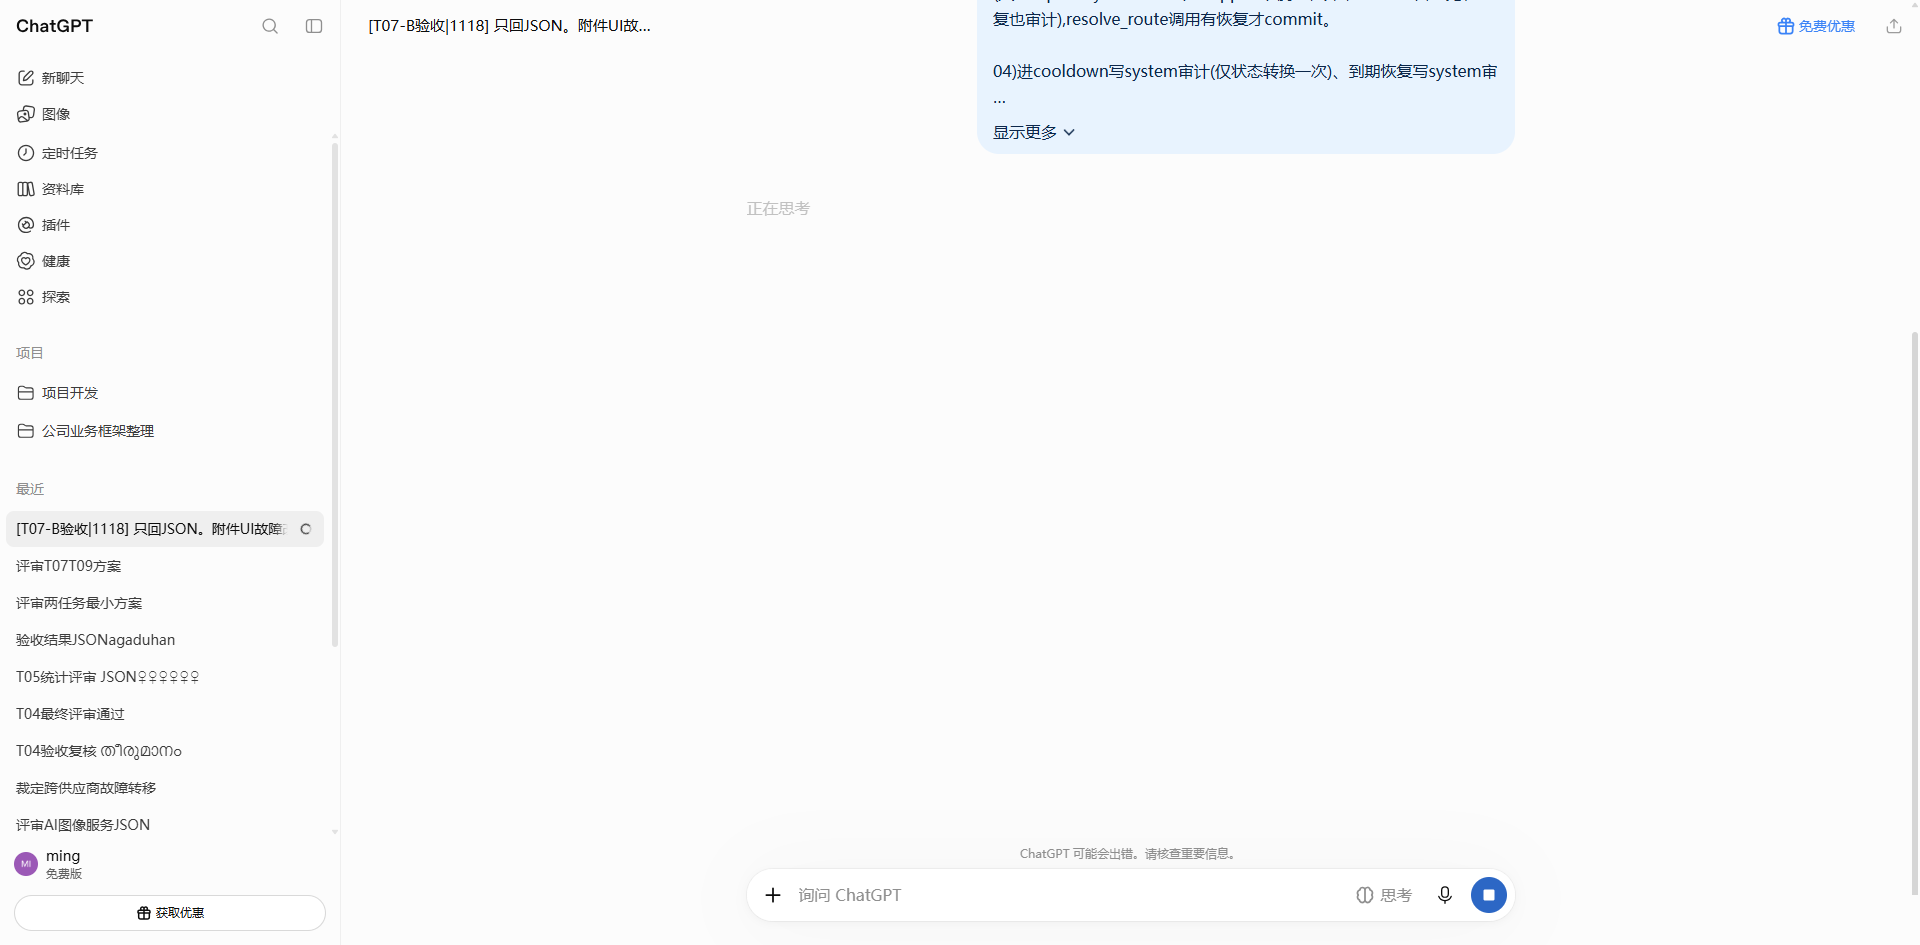 ChatGPT
新聊天
图像
定时任务
资料库
插件
健康
探索
项目
项目开发
公司业务框架整理
最近
[T07-B验收|1118] 只回JSON。附件UI故障
评审T07T09方案
评审两任务最小方案
验收结果JSONagaduhan
T05统计评审 JSON♀♀♀♀♀♀
T04最终评审通过
T04验收复核 തീരുമാനം
裁定跨供应商故障转移
评审AI图像服务JSON
MI
ming
免费版
获取优惠
[T07-B验收|1118] 只回JSON。附件UI故...
免费优惠
复也审计),resolve_route调用有恢复才commit。
04)进cooldown写system审计(仅状态转换一次)、到期恢复写system审
...
显示更多
正在思考
ChatGPT 可能会出错。请核查重要信息。
询问 ChatGPT
思考